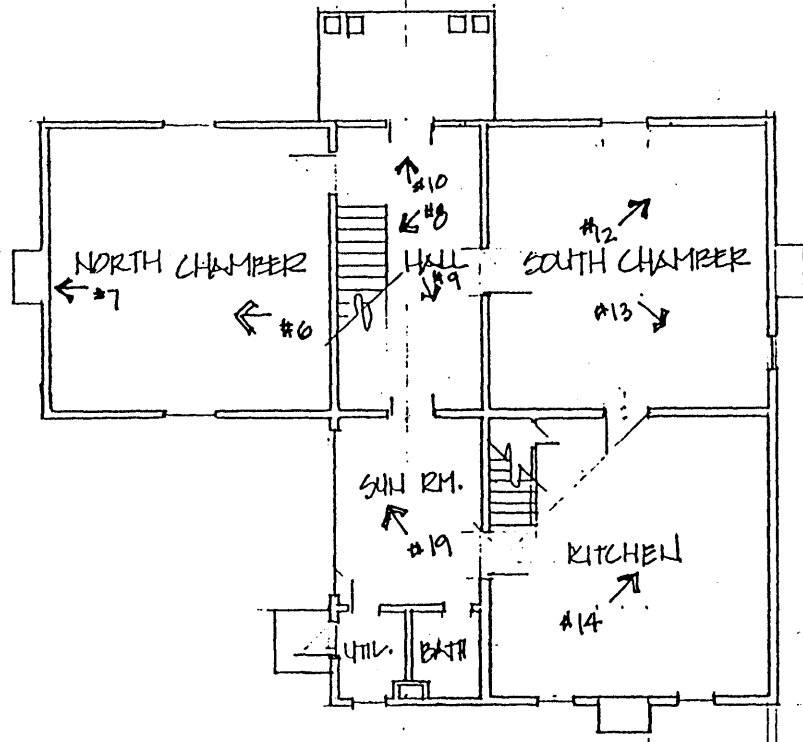 #10
#8
#12
NORTH CHAMBER
HALL
SOUTH CHAMBER
#9
#7
#6
#13
SUN RM.
#19
KITCHEN
#14
UTIL.
BATH